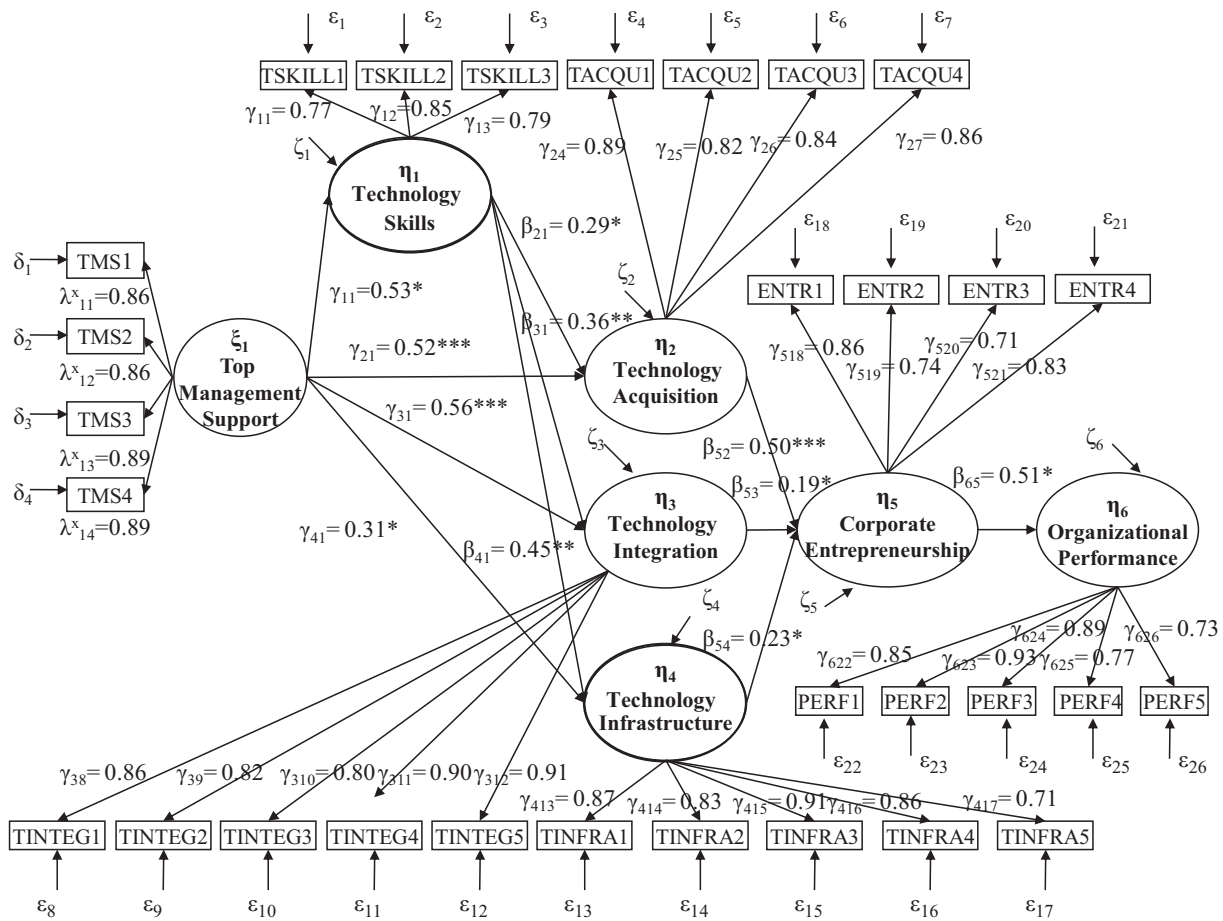 ε₁ ε₂ ε₃ ε₄ ε₅ ε₆ ε₇
TSKILL1 TSKILL2 TSKILL3 TACQU1 TACQU2 TACQU3 TACQU4
γ₁₁= 0.77 γ₁₂= 0.85 γ₁₃= 0.79
γ₂₄= 0.89 γ₂₅= 0.82 γ₂₆= 0.84 γ₂₇= 0.86
ζ₁
η₁
Technology
Skills
β₂₁= 0.29*
ε₁₈ ε₁₉ ε₂₀ ε₂₁
ENTR1 ENTR2 ENTR3 ENTR4
δ₁ TMS1
λˣ₁₁=0.86
δ₂ TMS2
λˣ₁₂=0.86
δ₃ TMS3
λˣ₁₃=0.89
δ₄ TMS4
λˣ₁₄=0.89
ξ₁
Top
Management
Support
γ₁₁=0.53*
ζ₂
β₃₁= 0.36**
γ₂₁= 0.52***
η₂
Technology
Acquisition
γ₅₁₈= 0.86 γ₅₁₉= 0.74 γ₅₂₀= 0.71 γ₅₂₁= 0.83
γ₃₁= 0.56***
ζ₃
β₅₂= 0.50***
β₅₃= 0.19*
β₆₅= 0.51*
ζ₆
η₃
Technology
Integration
η₅
Corporate
Entrepreneurship
η₆
Organizational
Performance
γ₄₁= 0.31*
β₄₁= 0.45**
ζ₄
ζ₅
β₅₄= 0.23*
η₄
Technology
Infrastructure
γ₆₂₂= 0.85 γ₆₂₃= 0.93 γ₆₂₄= 0.89 γ₆₂₅= 0.77 γ₆₂₆= 0.73
PERF1 PERF2 PERF3 PERF4 PERF5
ε₂₂ ε₂₃ ε₂₄ ε₂₅ ε₂₆
γ₃₈= 0.86 γ₃₉= 0.82 γ₃₁₀= 0.80 γ₃₁₁= 0.90 γ₃₁₂= 0.91
γ₄₁₃= 0.87 γ₄₁₄= 0.83 γ₄₁₅= 0.91 γ₄₁₆= 0.86 γ₄₁₇= 0.71
TINTEG1 TINTEG2 TINTEG3 TINTEG4 TINTEG5 TINFRA1 TINFRA2 TINFRA3 TINFRA4 TINFRA5
ε₈ ε₉ ε₁₀ ε₁₁ ε₁₂ ε₁₃ ε₁₄ ε₁₅ ε₁₆ ε₁₇